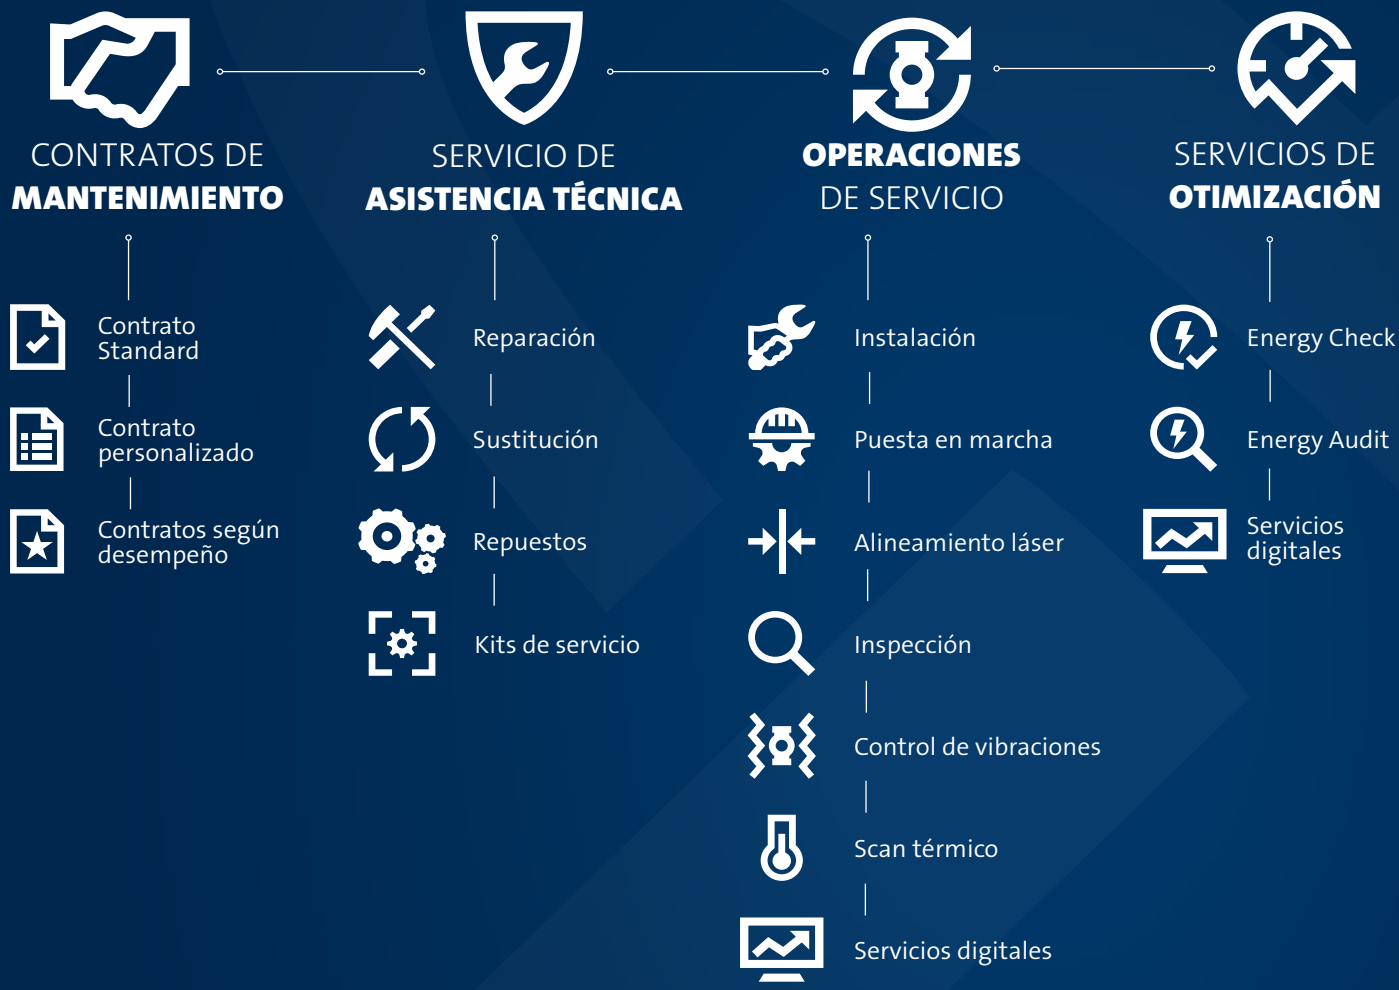 CONTRATOS DE
MANTENIMIENTO
Contrato
Standard
Contrato
personalizado
Contratos según
desempeño
SERVICIO DE
ASISTENCIA TÉCNICA
Reparación
Sustitución
Repuestos
Kits de servicio
OPERACIONES
DE SERVICIO
Instalación
Puesta en marcha
Alineamiento láser
Inspección
Control de vibraciones
Scan térmico
Servicios digitales
SERVICIOS DE
OTIMIZACIÓN
Energy Check
Energy Audit
Servicios
digitales